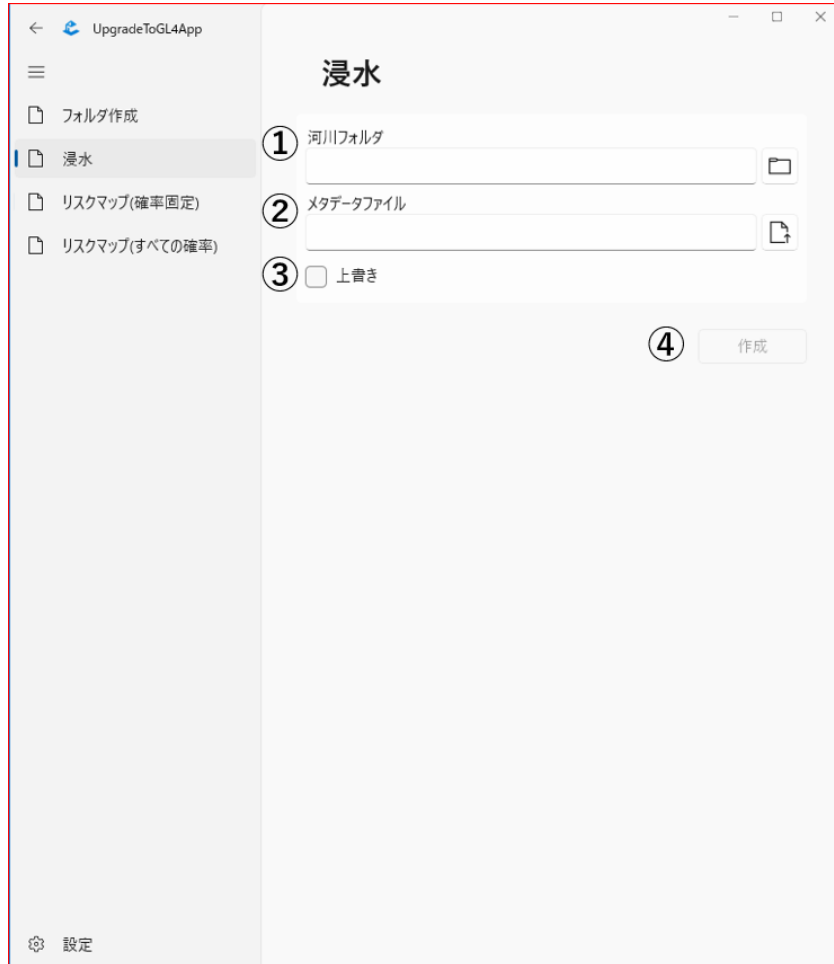 UpgradeToGL4App
フォルダ作成
浸水
リスクマップ(確率固定)
リスクマップ(すべての確率)
設定
浸水
① 河川フォルダ
② メタデータファイル
③ 上書き
④ 作成